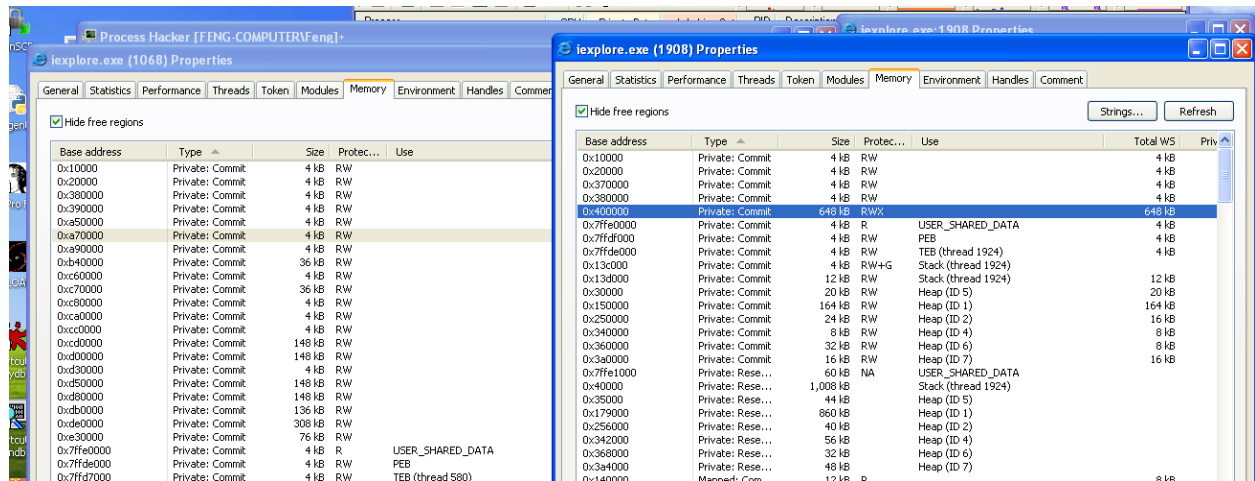 Process Hacker [FENG-COMPUTER\Feng]+
iexplore.exe:1908 Properties
iexplore.exe (1068) Properties
General Statistics Performance Threads Token Modules Memory Environment Handles Commen
Hide free regions
Base address Type Size Protec... Use
0x10000 Private: Commit 4 kB RW
0x20000 Private: Commit 4 kB RW
0x380000 Private: Commit 4 kB RW
0x390000 Private: Commit 4 kB RW
0xa50000 Private: Commit 4 kB RW
0xa70000 Private: Commit 4 kB RW
0xa90000 Private: Commit 4 kB RW
0xb40000 Private: Commit 36 kB RW
0xc60000 Private: Commit 4 kB RW
0xc70000 Private: Commit 36 kB RW
0xc80000 Private: Commit 4 kB RW
0xca0000 Private: Commit 4 kB RW
0xcc0000 Private: Commit 4 kB RW
0xcd0000 Private: Commit 148 kB RW
0xd00000 Private: Commit 148 kB RW
0xd30000 Private: Commit 4 kB RW
0xd50000 Private: Commit 148 kB RW
0xd80000 Private: Commit 148 kB RW
0xdb0000 Private: Commit 136 kB RW
0xde0000 Private: Commit 308 kB RW
0xe30000 Private: Commit 76 kB RW
0x7ffe0000 Private: Commit 4 kB R USER_SHARED_DATA
0x7ffde000 Private: Commit 4 kB RW PEB
0x7ffd7000 Private: Commit 4 kB RW TEB (thread 580)
iexplore.exe (1908) Properties
General Statistics Performance Threads Token Modules Memory Environment Handles Comment
Hide free regions Strings... Refresh
Base address Type Size Protec... Use Total WS Priv
0x10000 Private: Commit 4 kB RW 4 kB
0x20000 Private: Commit 4 kB RW 4 kB
0x370000 Private: Commit 4 kB RW 4 kB
0x380000 Private: Commit 4 kB RW 4 kB
0x400000 Private: Commit 648 kB RWX 648 kB
0x7ffe0000 Private: Commit 4 kB R USER_SHARED_DATA 4 kB
0x7ffdf000 Private: Commit 4 kB RW PEB 4 kB
0x7ffde000 Private: Commit 4 kB RW TEB (thread 1924) 4 kB
0x13c000 Private: Commit 4 kB RW+G Stack (thread 1924)
0x13d000 Private: Commit 12 kB RW Stack (thread 1924) 12 kB
0x30000 Private: Commit 20 kB RW Heap (ID 5) 20 kB
0x150000 Private: Commit 164 kB RW Heap (ID 1) 164 kB
0x250000 Private: Commit 24 kB RW Heap (ID 2) 16 kB
0x340000 Private: Commit 8 kB RW Heap (ID 4) 8 kB
0x360000 Private: Commit 32 kB RW Heap (ID 6) 8 kB
0x3a0000 Private: Commit 16 kB RW Heap (ID 7) 16 kB
0x7ffe1000 Private: Rese... 60 kB NA USER_SHARED_DATA
0x40000 Private: Rese... 1,008 kB Stack (thread 1924)
0x35000 Private: Rese... 44 kB Heap (ID 5)
0x179000 Private: Rese... 860 kB Heap (ID 1)
0x256000 Private: Rese... 40 kB Heap (ID 2)
0x342000 Private: Rese... 56 kB Heap (ID 4)
0x368000 Private: Rese... 32 kB Heap (ID 6)
0x3a4000 Private: Rese... 48 kB Heap (ID 7)
0x140000 Mapped: Com... 12 kB R 8 kB